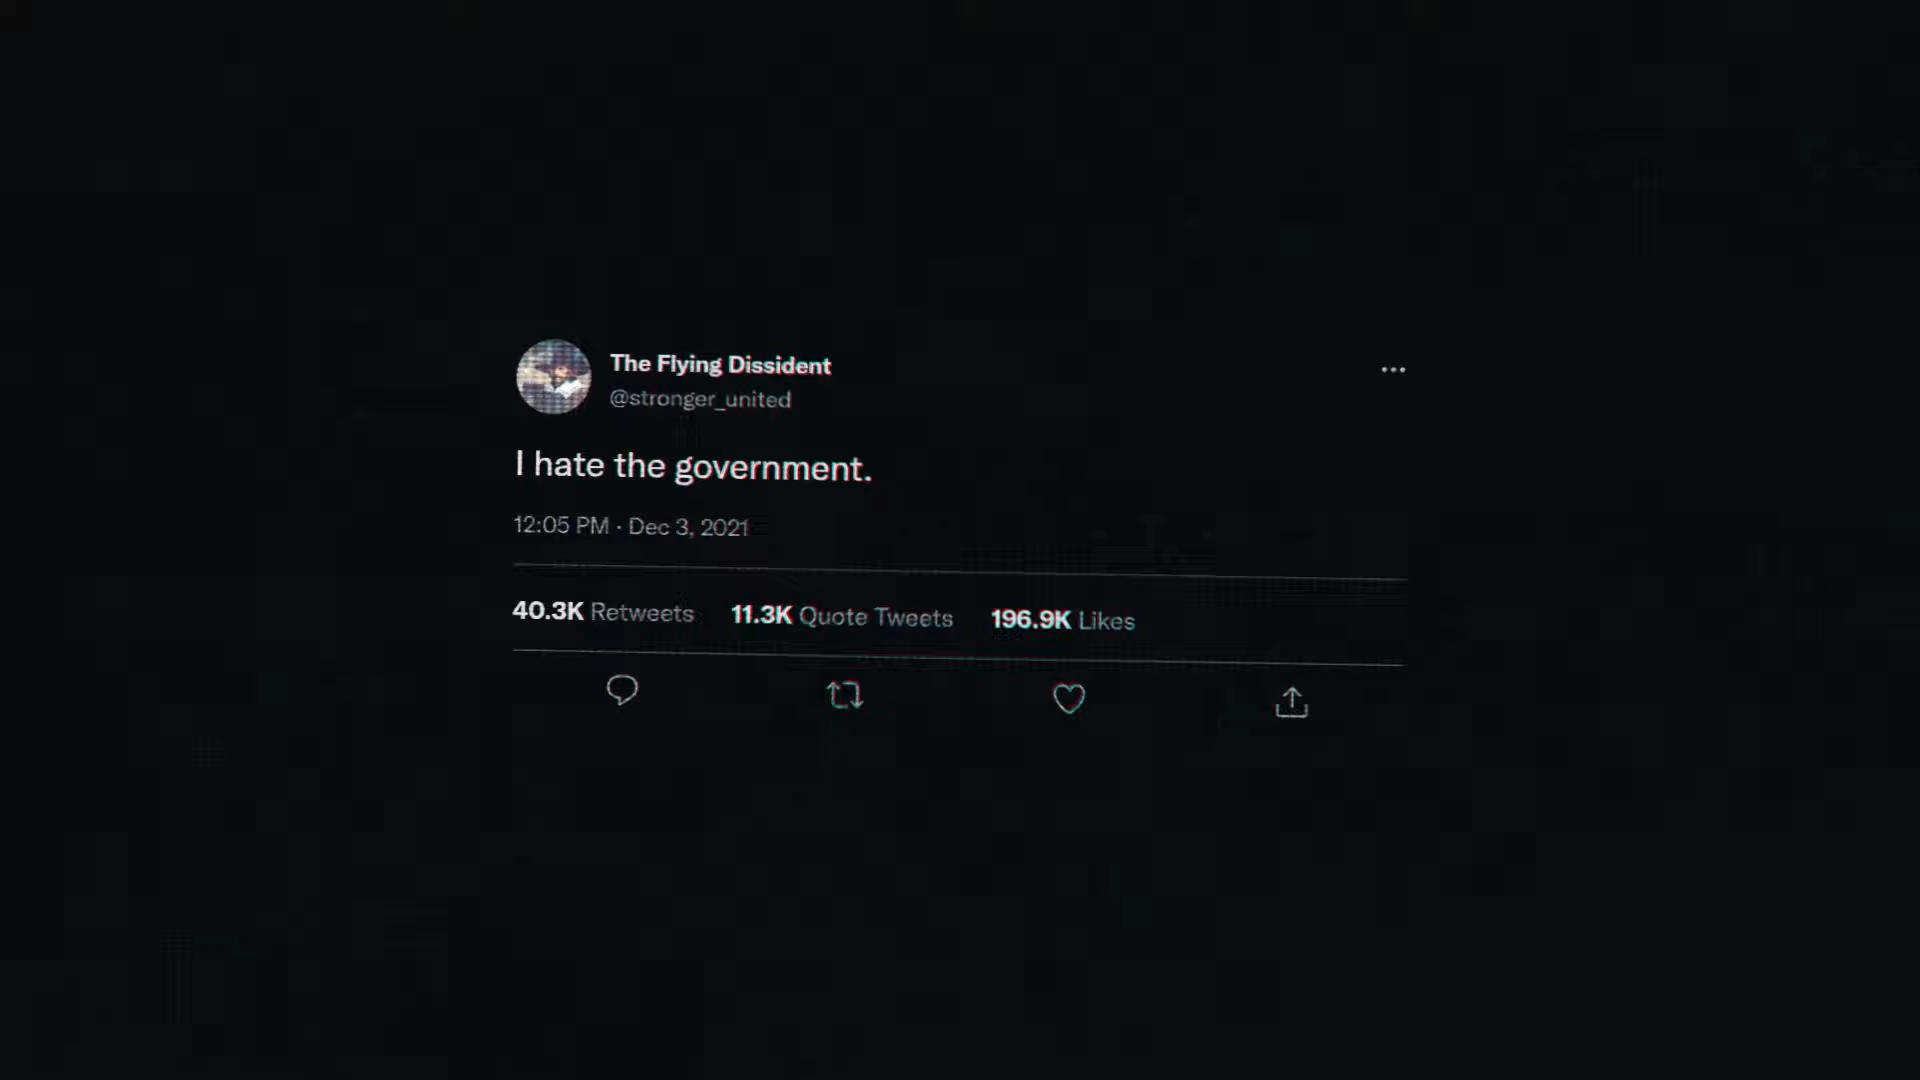 The Flying Dissident
@stronger_united
I hate the government.
12:05 PM · Dec 3, 2021
40.3K Retweets 11.3K Quote Tweets 196.9K Likes